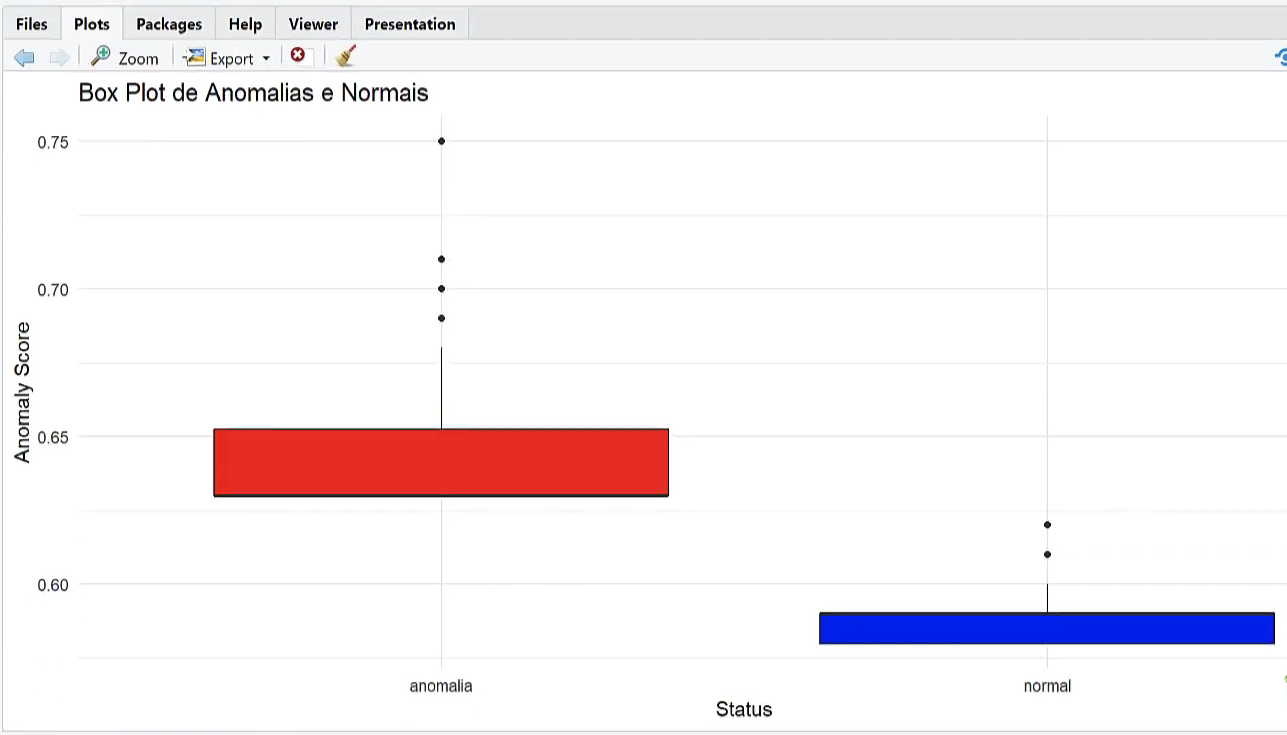 Files Plots Packages Help Viewer Presentation
Zoom Export
Box Plot de Anomalias e Normais
0.75
0.70
0.65
0.60
Anomaly Score
anomalia normal
Status